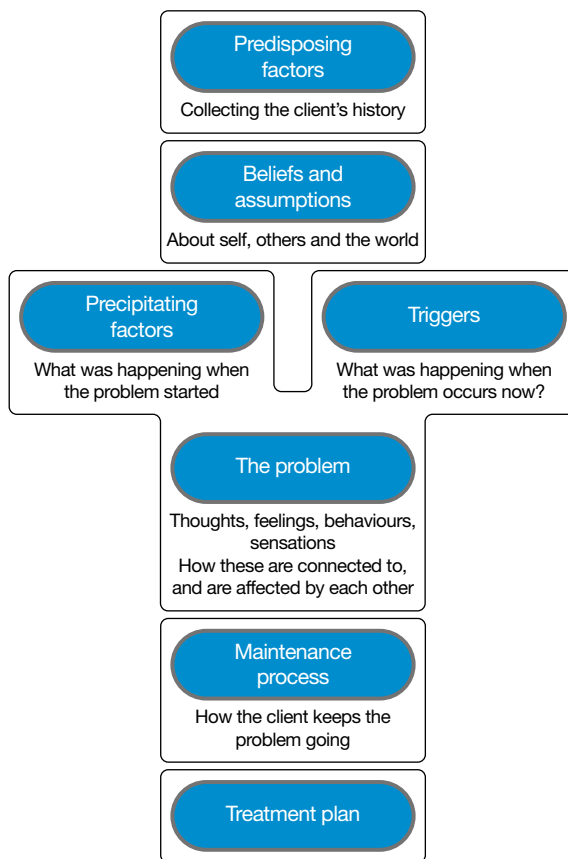 Predisposing
factors
Collecting the client's history
Beliefs and
assumptions
About self, others and the world
Precipitating
factors
What was happening when
the problem started
Triggers
What was happening when
the problem occurs now?
The problem
Thoughts, feelings, behaviours,
sensations
How these are connected to,
and are affected by each other
Maintenance
process
How the client keeps the
problem going
Treatment plan